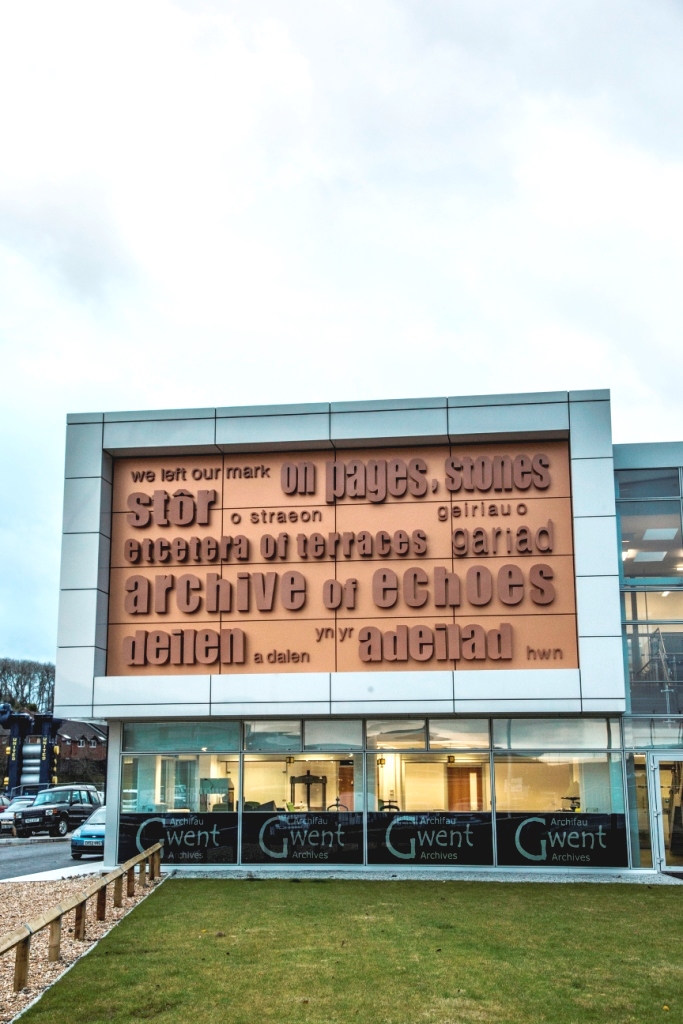 we left our mark on pages, stones
stôr o straeon geiriau o
etcetera of terraces gariad
archive of echoes
deilen a dalen yn yr adeilad hwn
Archifau
Gwent
Archives
Archifau
Gwent
Archives
Archifau
Gwent
Archives
Archifau
Gwent
Archives